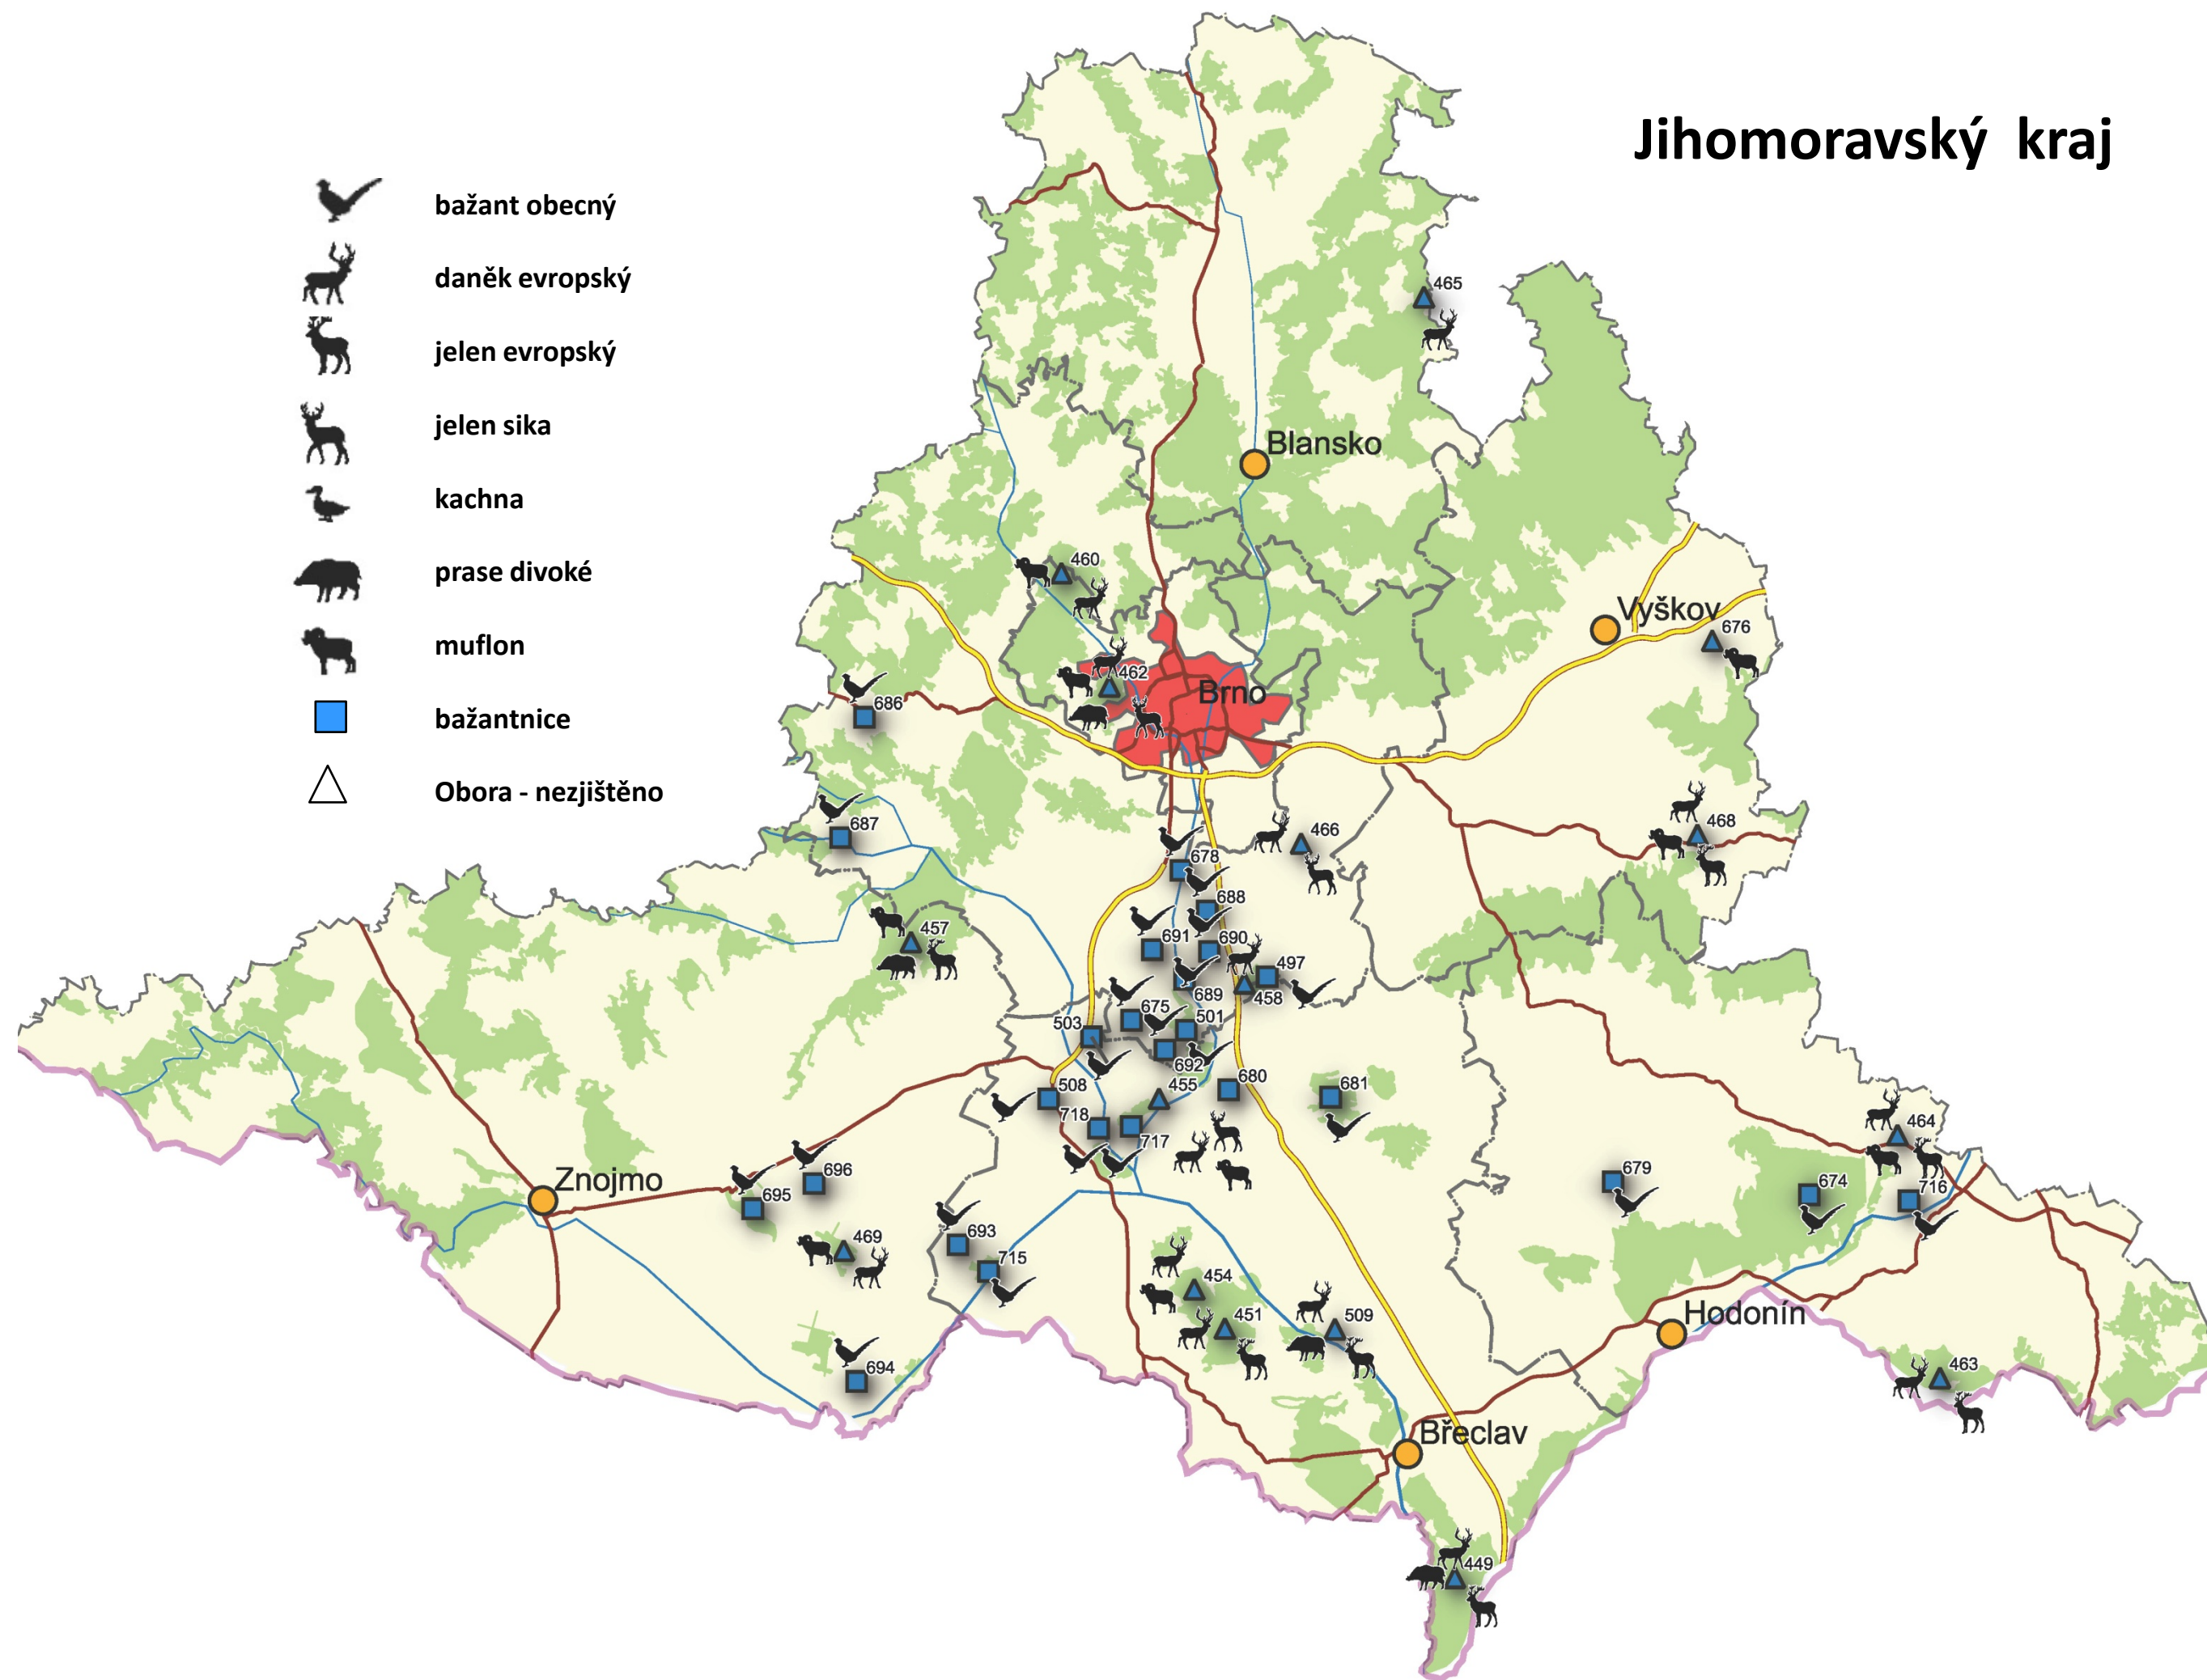 Jihomoravský kraj
bažant obecný
daněk evropský
jelen evropský
jelen sika
kachna
prase divoké
muflon
bažantnice
Obora - nezjištěno
465
Blansko
460
Vyškov
676
462
Brno
686
468
687
466
678
688
457
691
690
497
689
458
675
501
503
692
680
508
455
681
718
717
464
Znojmo
696
695
679
674
716
469
693
715
454
451
509
Hodonín
694
463
Břeclav
449